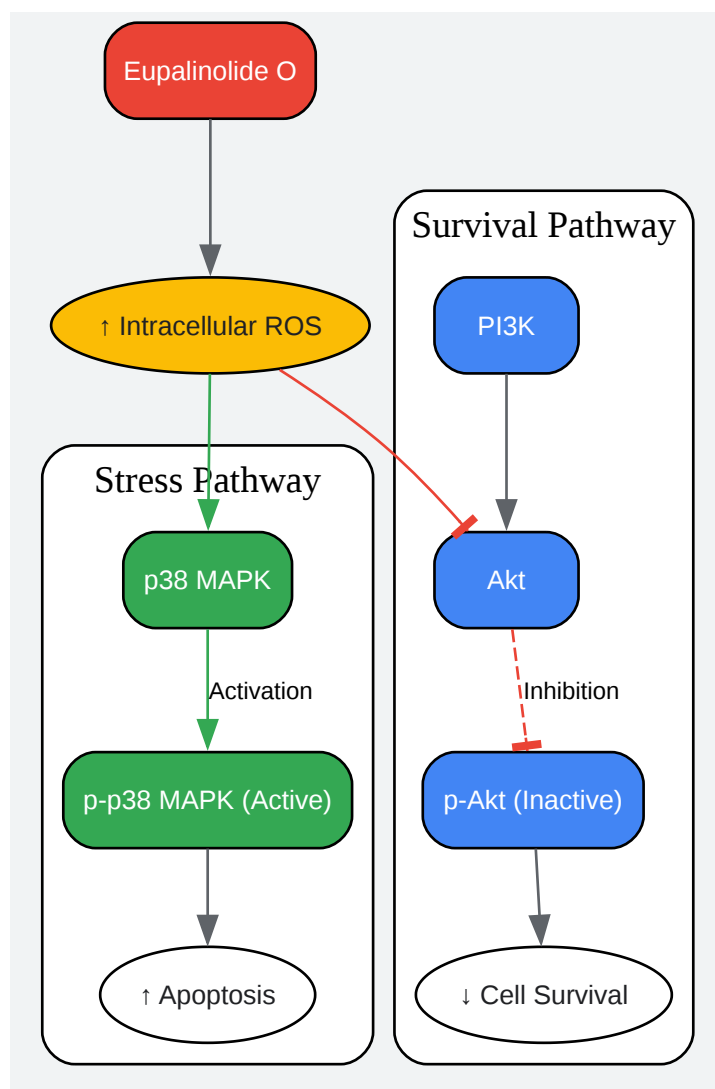 Eupalinolide O
↑ Intracellular ROS
Stress Pathway
p38 MAPK
Activation
p-p38 MAPK (Active)
↑ Apoptosis
Survival Pathway
PI3K
Akt
Inhibition
p-Akt (Inactive)
↓ Cell Survival